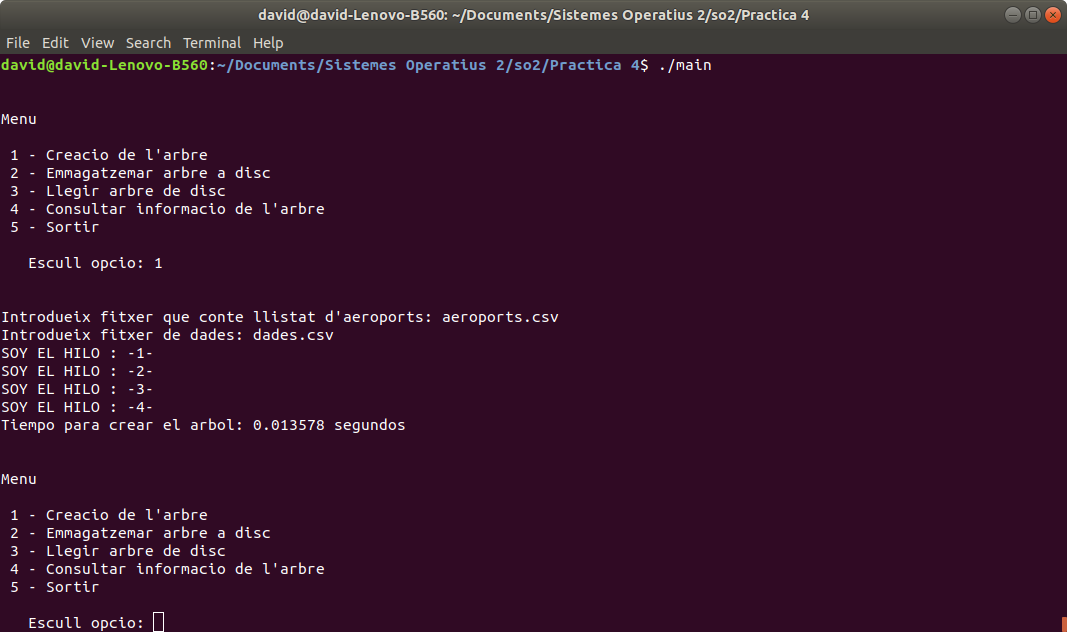 david@david-Lenovo-B560: ~/Documents/Sistemes Operatius 2/so2/Practica 4
File Edit View Search Terminal Help
david@david-Lenovo-B560:~/Documents/Sistemes Operatius 2/so2/Practica 4$ ./main
Menu
1 - Creacio de l'arbre
2 - Emmagatzemar arbre a disc
3 - Llegir arbre de disc
4 - Consultar informacio de l'arbre
5 - Sortir
Escull opcio: 1
Introdueix fitxer que conte llistat d'aeroports: aeroports.csv
Introdueix fitxer de dades: dades.csv
SOY EL HILO : -1-
SOY EL HILO : -2-
SOY EL HILO : -3-
SOY EL HILO : -4-
Tiempo para crear el arbol: 0.013578 segundos
Menu
1 - Creacio de l'arbre
2 - Emmagatzemar arbre a disc
3 - Llegir arbre de disc
4 - Consultar informacio de l'arbre
5 - Sortir
Escull opcio: